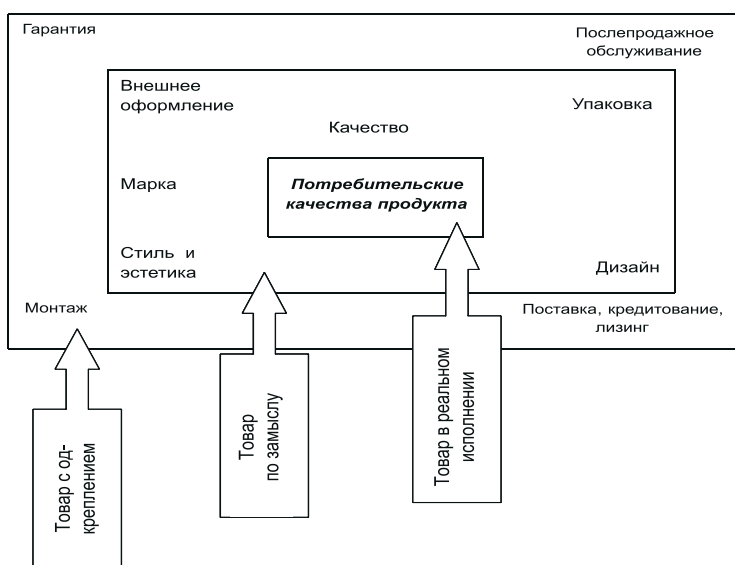 Гарантия
Послепродажное
обслуживание
Внешнее
оформление
Упаковка
Качество
Марка
Потребительские
качества продукта
Стиль и
эстетика
Дизайн
Монтаж
Поставка, кредитование,
лизинг
Товар с од-
креплением
Товар
по замыслу
Товар в реальном
исполнении